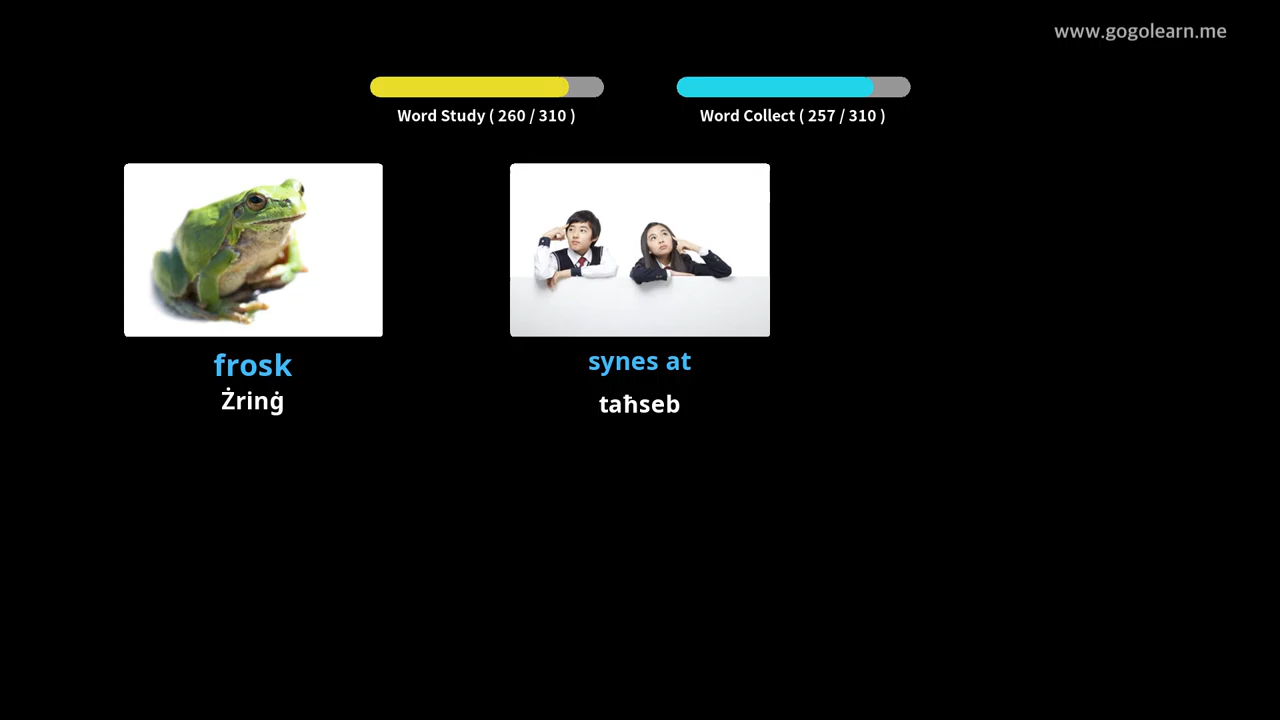 www.gogolearn.me
Word Study ( 260 / 310 )
Word Collect ( 257 / 310 )
frosk
Żrinġ
synes at
taħseb